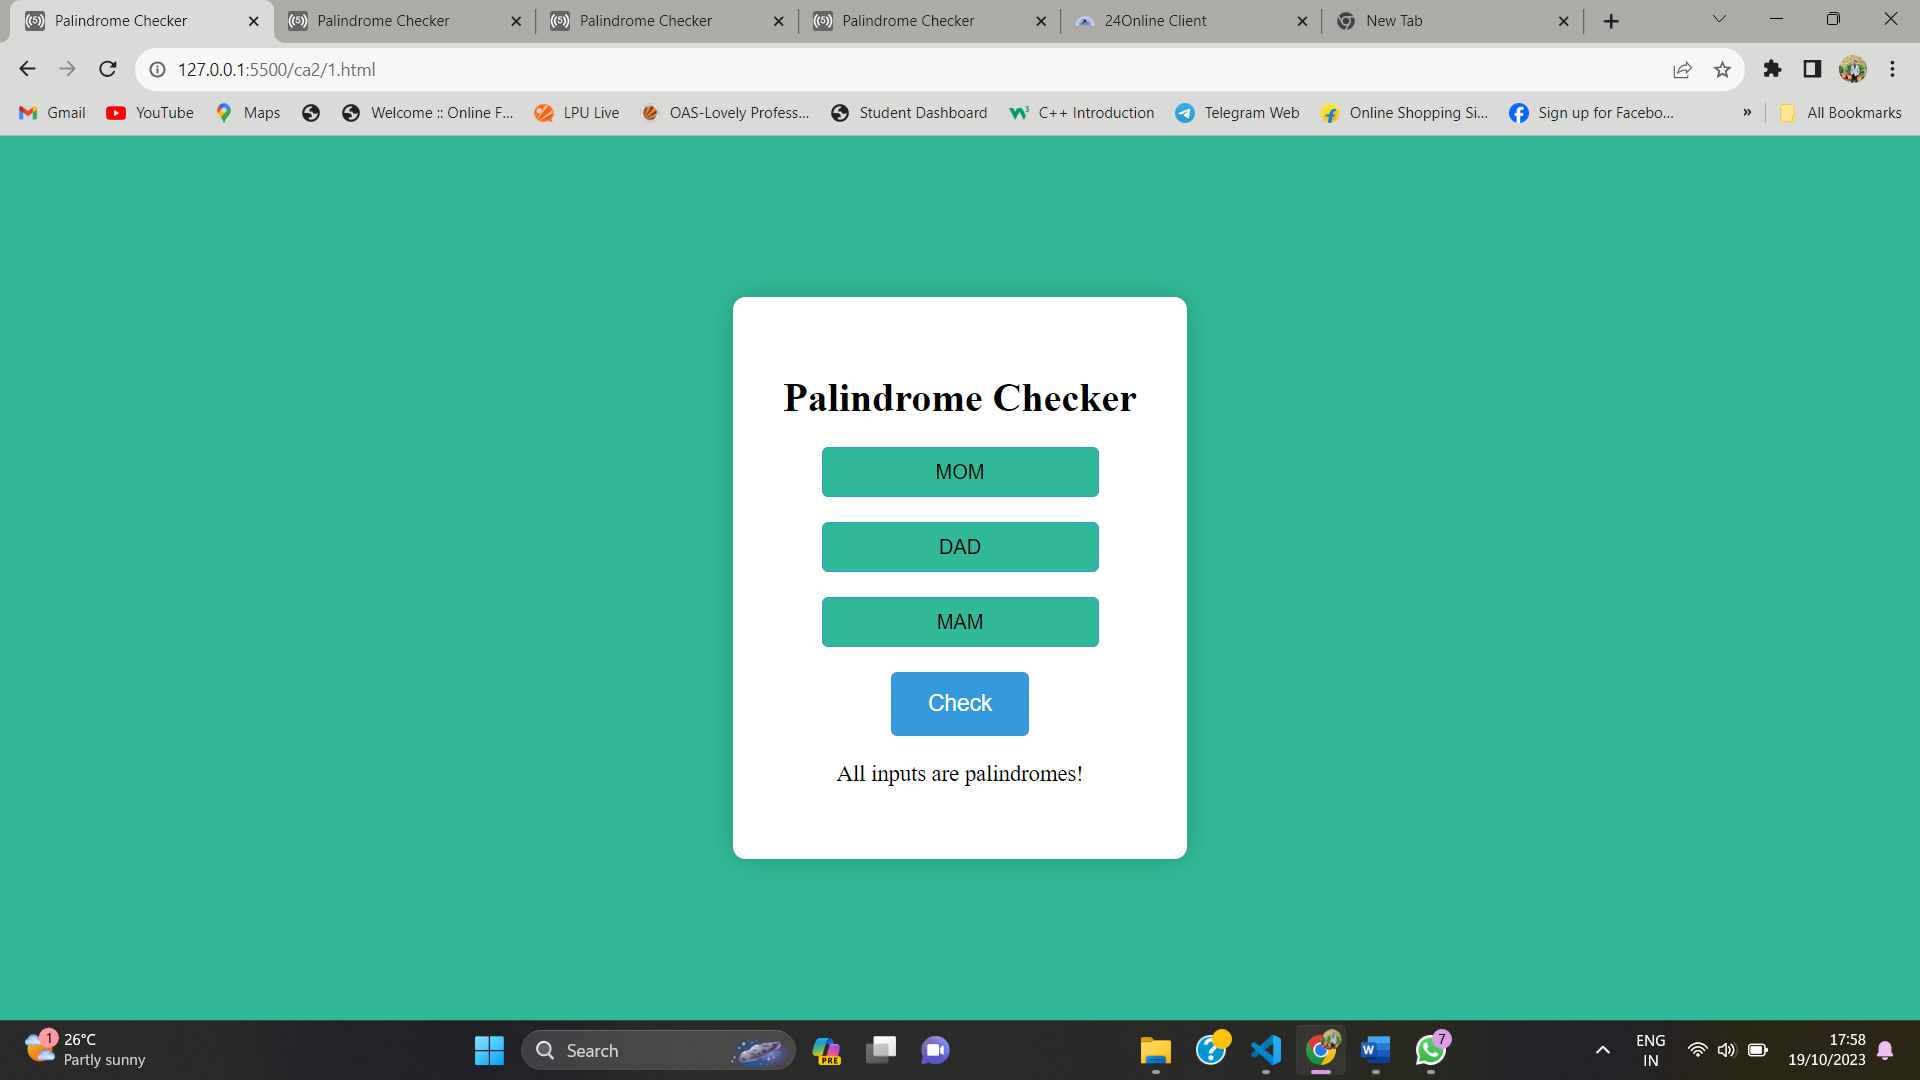 Palindrome Checker
Palindrome Checker
Palindrome Checker
Palindrome Checker
24Online Client
New Tab
127.0.0.1:5500/ca2/1.html
Gmail
YouTube
Maps
Welcome :: Online F...
LPU Live
OAS-Lovely Profess...
Student Dashboard
C++ Introduction
Telegram Web
Online Shopping Si...
Sign up for Facebo...
»
All Bookmarks
Palindrome Checker
MOM
DAD
MAM
Check
All inputs are palindromes!
1
26°C
Partly sunny
Search
PRE
7
ENG
IN
17:58
19/10/2023